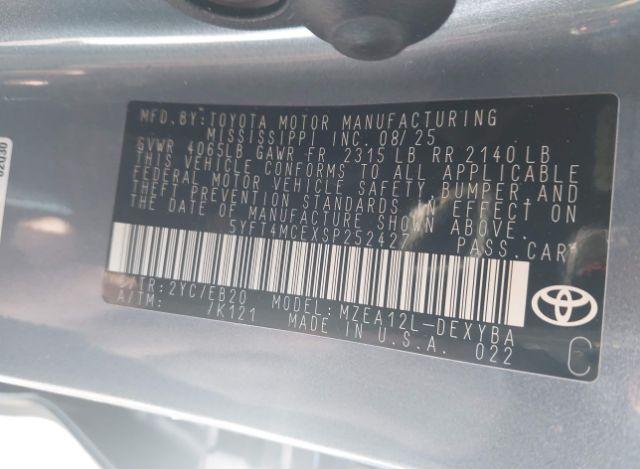 MFD. BY: TOYOTA MOTOR MANUFACTURING
MISSISSIPPI INC. 08/25
GVWR 4065LB GAWR FR 2315 LB RR 2140 LB
THIS VEHICLE CONFORMS TO ALL APPLICABLE
FEDERAL MOTOR VEHICLE SAFETY, BUMPER, AND
THEFT PREVENTION STANDARDS IN EFFECT ON
THE DATE OF MANUFACTURE SHOWN ABOVE.
5YFT4MCEXSP252427 PASS.CAR
C/TR: 2YC/EB20 MODEL: MZEA12L-DEXYBA
A/TM: /K121 MADE IN U.S.A. 022
C